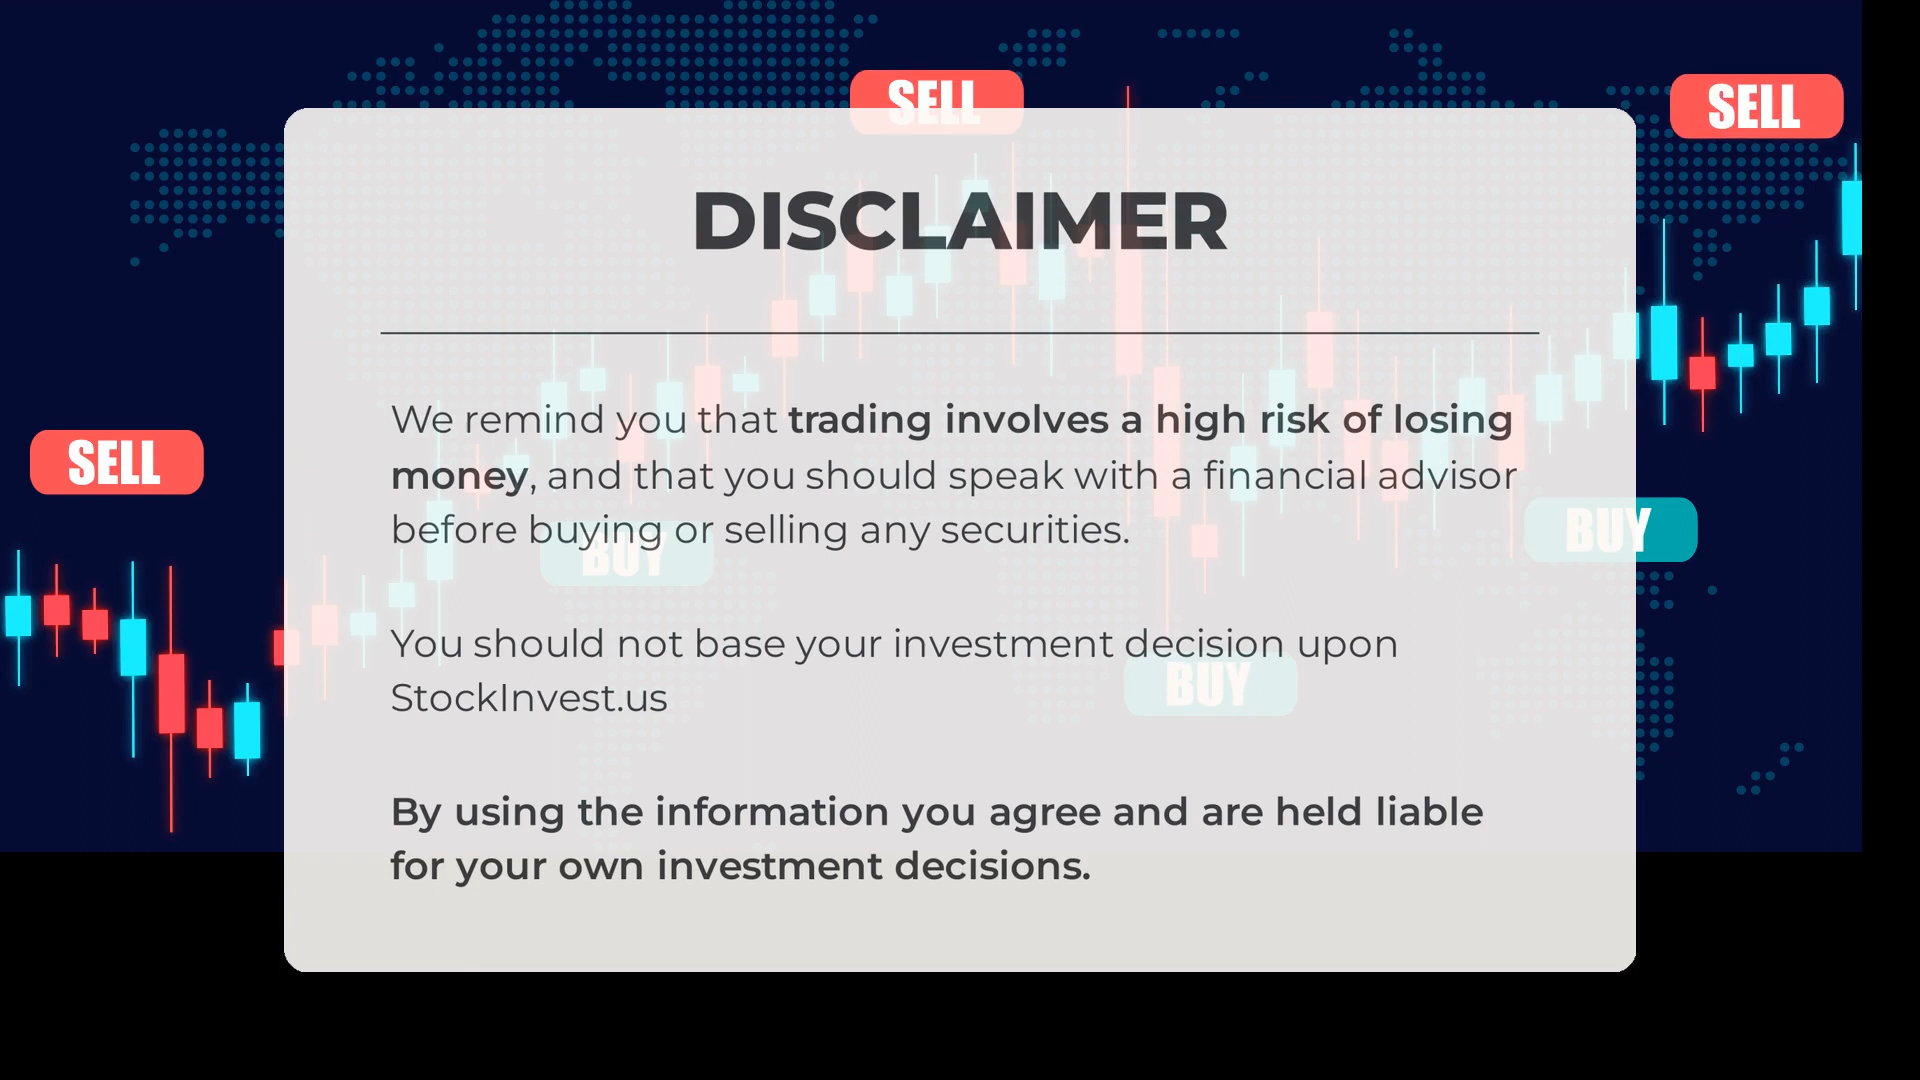 SELL
SELL
DISCLAIMER
We remind you that trading involves a high risk of losing
money, and that you should speak with a financial advisor
before buying or selling any securities.
SELL
BUY
BUY
You should not base your investment decision upon
StockInvest.us
BUY
By using the information you agree and are held liable
for your own investment decisions.